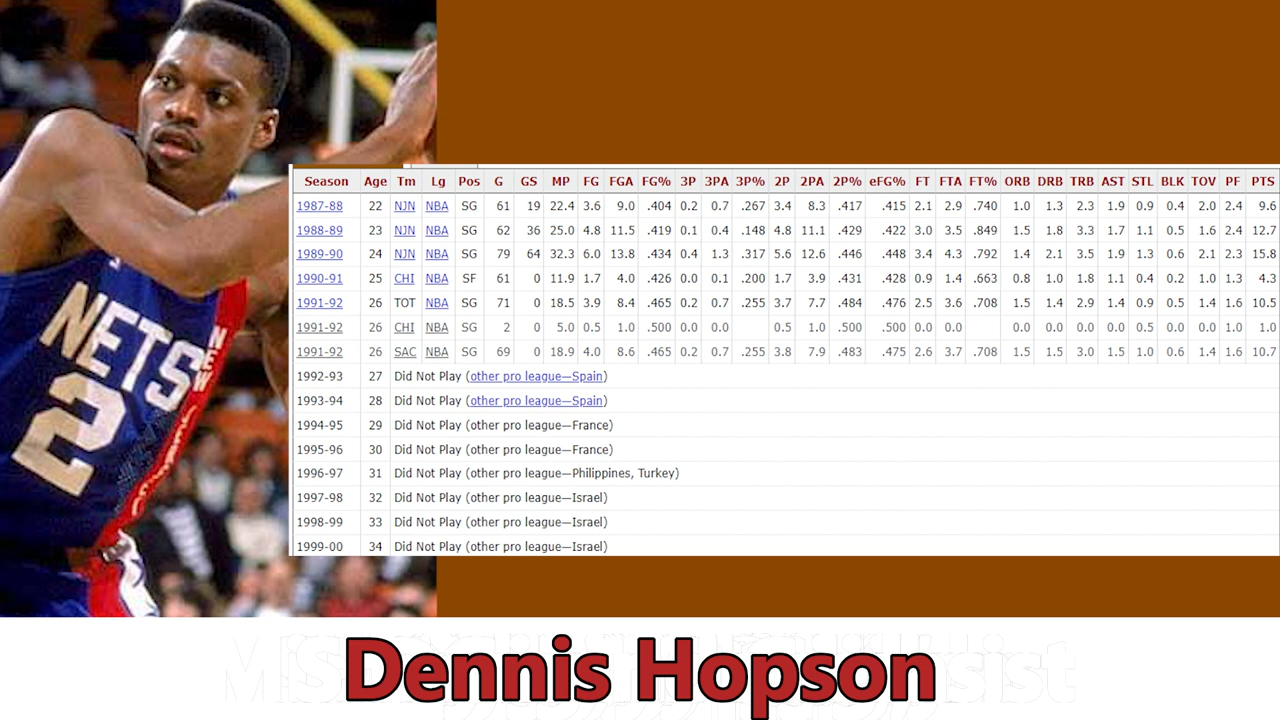 NETS
NEW
2
Season Age Tm Lg Pos G GS MP FG FGA FG% 3P 3PA 3P% 2P 2PA 2P% eFG% FT FTA FT% ORB DRB TRB AST STL BLK TOV PF PTS
1987-88 22 NJN NBA SG 61 19 22.4 3.6 9.0 .404 0.2 0.7 .267 3.4 8.3 .417 .415 2.1 2.9 .740 1.0 1.3 2.3 1.9 0.9 0.4 2.0 2.4 9.6
1988-89 23 NJN NBA SG 62 36 25.0 4.8 11.5 .419 0.1 0.4 .148 4.8 11.1 .429 .422 3.0 3.5 .849 1.5 1.8 3.3 1.7 1.1 0.5 1.6 2.4 12.7
1989-90 24 NJN NBA SG 79 64 32.3 6.0 13.8 .434 0.4 1.3 .317 5.6 12.6 .446 .448 3.4 4.3 .792 1.4 2.1 3.5 1.9 1.3 0.6 2.1 2.3 15.8
1990-91 25 CHI NBA SF 61 0 11.9 1.7 4.0 .426 0.0 0.1 .200 1.7 3.9 .431 .428 0.9 1.4 .663 0.8 1.0 1.8 1.1 0.4 0.2 1.0 1.3 4.3
1991-92 26 TOT NBA SG 71 0 18.5 3.9 8.4 .465 0.2 0.7 .255 3.7 7.7 .484 .476 2.5 3.6 .708 1.5 1.4 2.9 1.4 0.9 0.5 1.4 1.6 10.5
1991-92 26 CHI NBA SG 2 0 5.0 0.5 1.0 .500 0.0 0.0 0.5 1.0 .500 .500 0.0 0.0 0.0 0.0 0.0 0.0 0.5 0.0 0.0 1.0 1.0
1991-92 26 SAC NBA SG 69 0 18.9 4.0 8.6 .465 0.2 0.7 .255 3.8 7.9 .483 .475 2.6 3.7 .708 1.5 1.5 3.0 1.5 1.0 0.6 1.4 1.6 10.7
1992-93 27 Did Not Play (other pro league—Spain)
1993-94 28 Did Not Play (other pro league—Spain)
1994-95 29 Did Not Play (other pro league—France)
1995-96 30 Did Not Play (other pro league—France)
1996-97 31 Did Not Play (other pro league—Philippines, Turkey)
1997-98 32 Did Not Play (other pro league—Israel)
1998-99 33 Did Not Play (other pro league—Israel)
1999-00 34 Did Not Play (other pro league—Israel)
Dennis Hopson